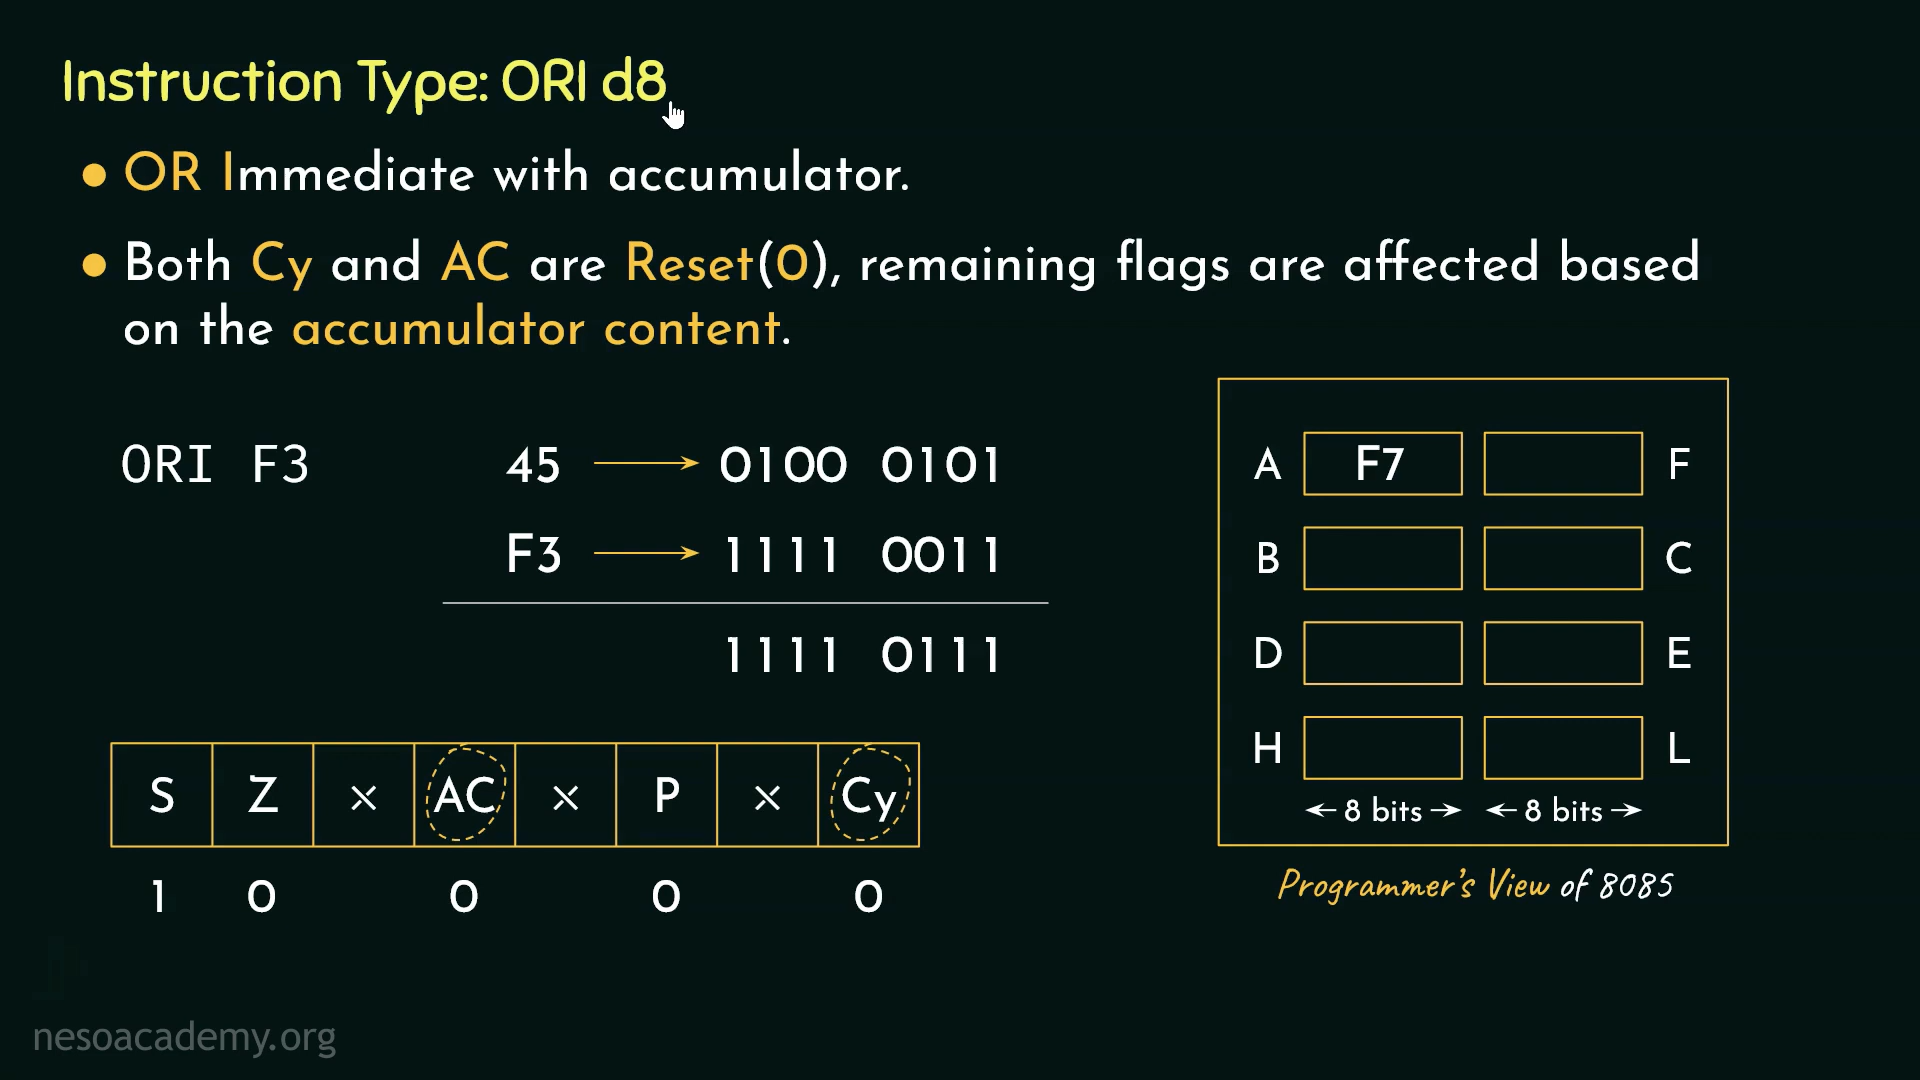 Instruction Type: ORI d8
● OR Immediate with accumulator.
● Both Cy and AC are Reset(0), remaining flags are affected based
on the accumulator content.
ORI F3
45 → 0100 0101
F3 → 1111 0011
1111 0111
S Z × AC × P × Cy
1 0 0 0 0
A F7 F
B C
D E
H L
← 8 bits → ← 8 bits →
Programmer's View of 8085
nesoacademy.org